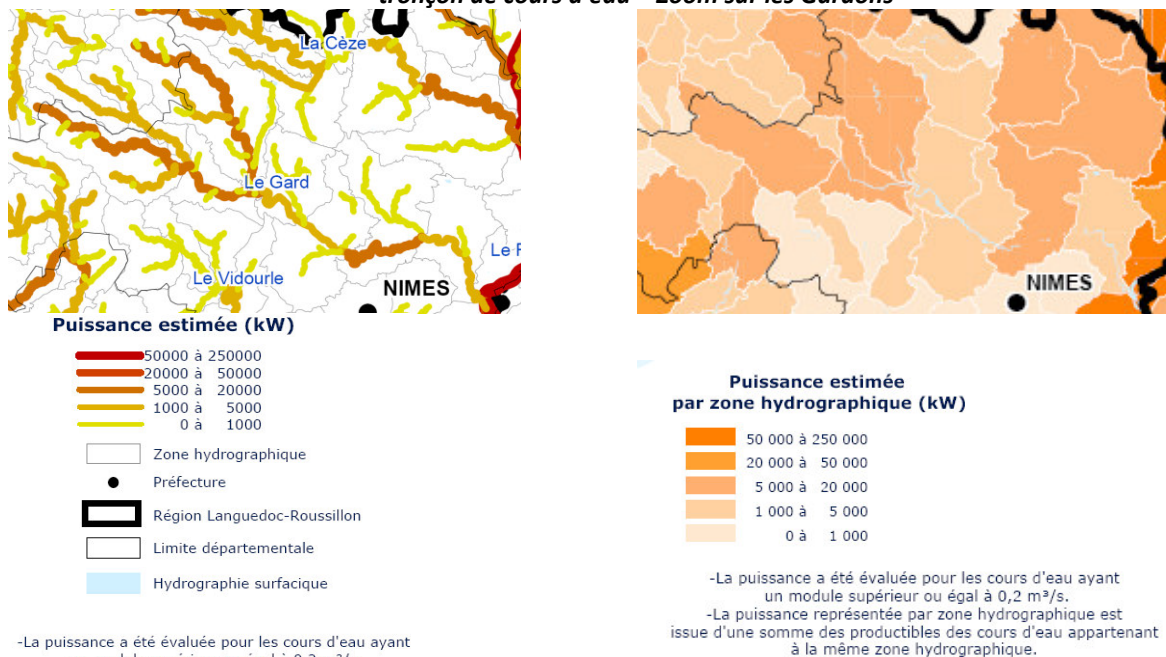 tronçon de cours d'eau – Zoom sur les Gardons
La Cèze
Le Gard
Le Vidourle
NIMES
Puissance estimée (kW)
50000 à 250000
20000 à 50000
5000 à 20000
1000 à 5000
0 à 1000
Zone hydrographique
Préfecture
Région Languedoc-Roussillon
Limite départementale
Hydrographie surfacique
-La puissance a été évaluée pour les cours d'eau ayant
NIMES
Puissance estimée
par zone hydrographique (kW)
50 000 à 250 000
20 000 à 50 000
5 000 à 20 000
1 000 à 5 000
0 à 1 000
-La puissance a été évaluée pour les cours d'eau ayant
un module supérieur ou égal à 0,2 m³/s.
-La puissance représentée par zone hydrographique est
issue d'une somme des productibles des cours d'eau appartenant
à la même zone hydrographique.